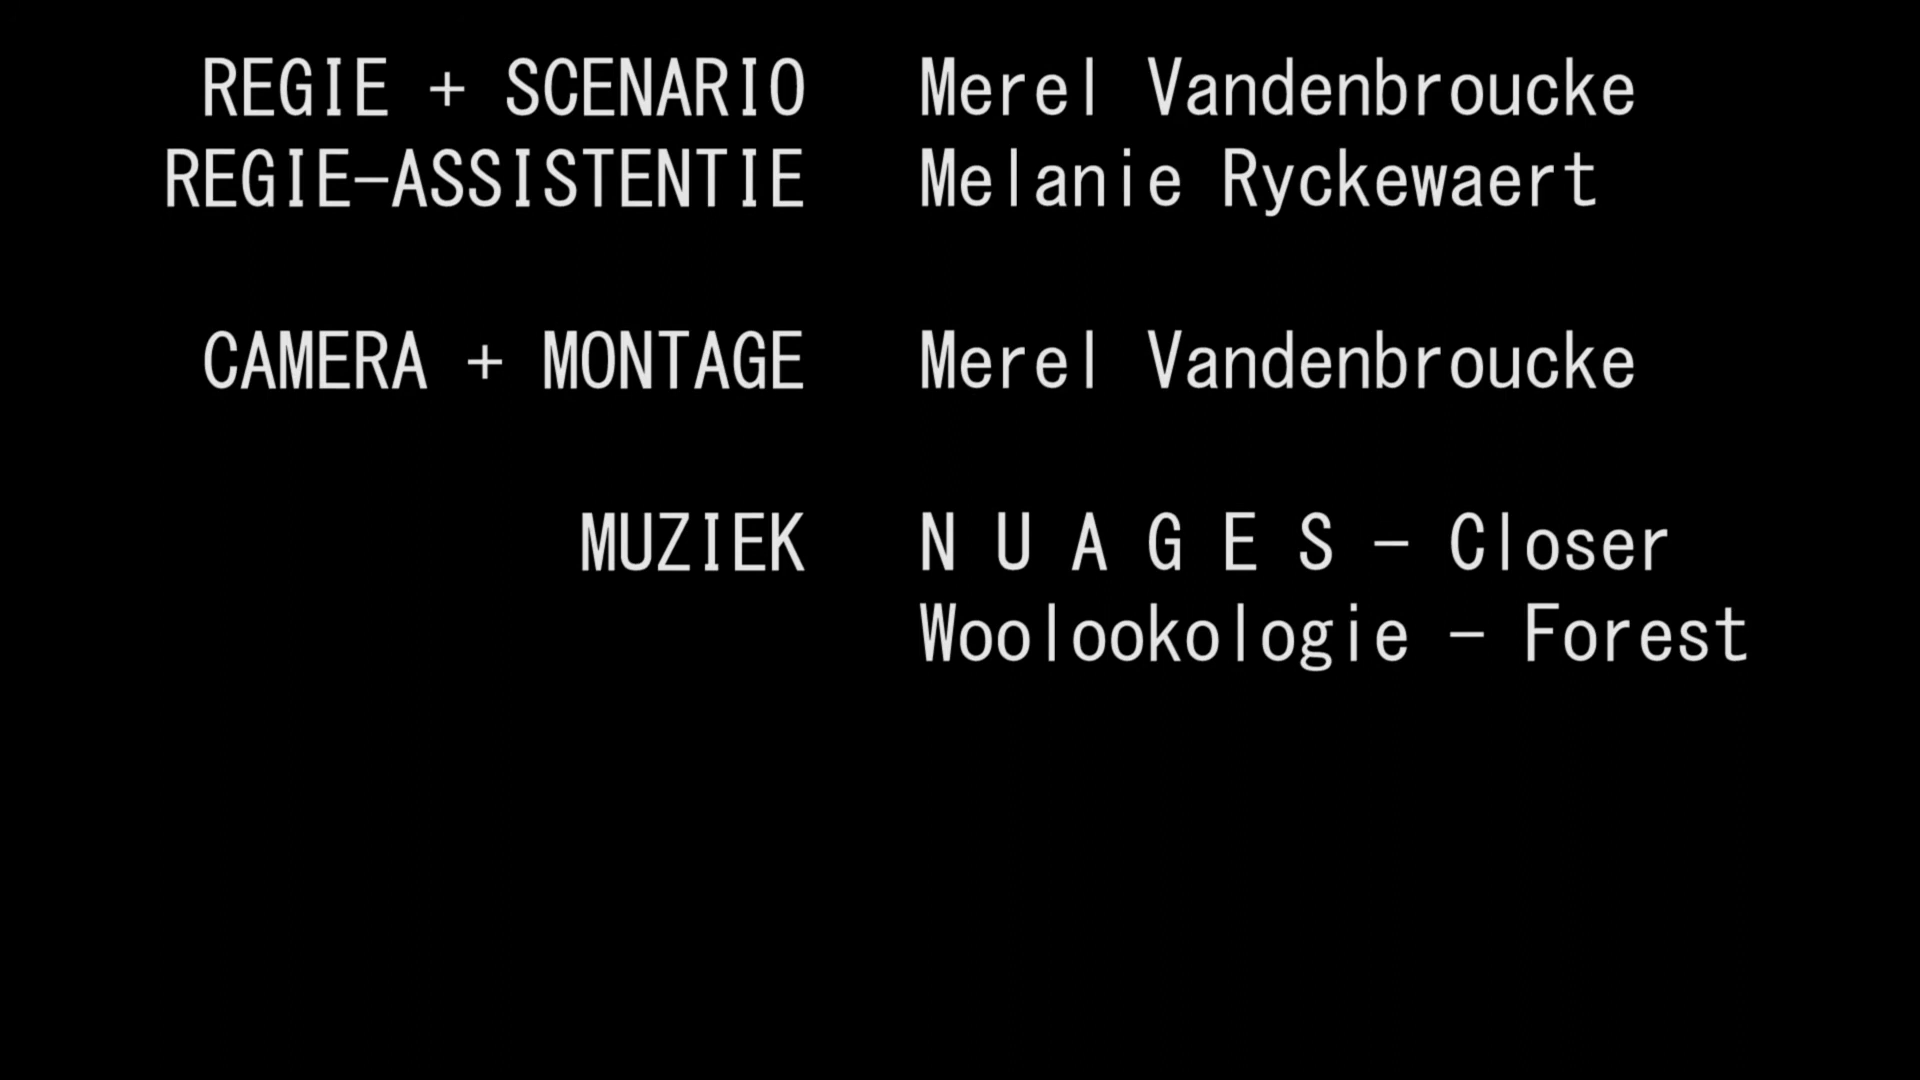 REGIE + SCENARIO Merel Vandenbroucke
REGIE-ASSISTENTIE Melanie Ryckewaert
CAMERA + MONTAGE Merel Vandenbroucke
MUZIEK N U A G E S - Closer
Woolookologie - Forest